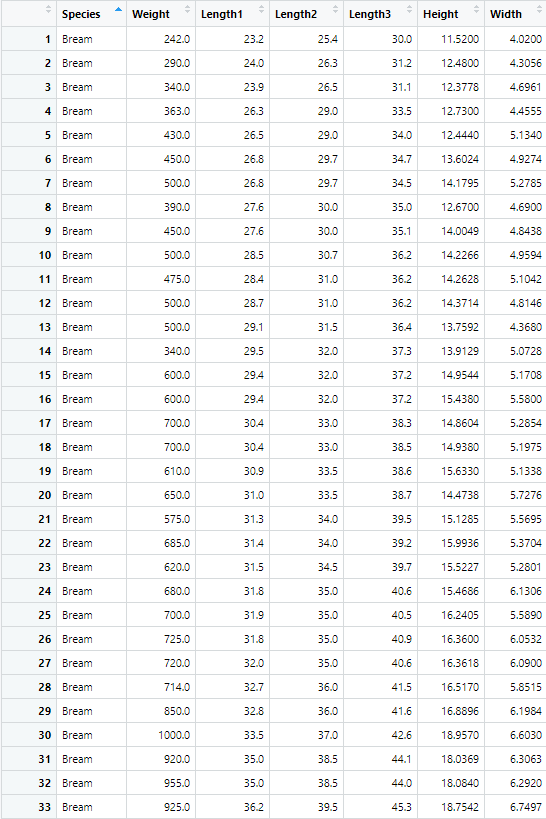 Species Weight Length1 Length2 Length3 Height Width
1 Bream 242.0 23.2 25.4 30.0 11.5200 4.0200
2 Bream 290.0 24.0 26.3 31.2 12.4800 4.3056
3 Bream 340.0 23.9 26.5 31.1 12.3778 4.6961
4 Bream 363.0 26.3 29.0 33.5 12.7300 4.4555
5 Bream 430.0 26.5 29.0 34.0 12.4440 5.1340
6 Bream 450.0 26.8 29.7 34.7 13.6024 4.9274
7 Bream 500.0 26.8 29.7 34.5 14.1795 5.2785
8 Bream 390.0 27.6 30.0 35.0 12.6700 4.6900
9 Bream 450.0 27.6 30.0 35.1 14.0049 4.8438
10 Bream 500.0 28.5 30.7 36.2 14.2266 4.9594
11 Bream 475.0 28.4 31.0 36.2 14.2628 5.1042
12 Bream 500.0 28.7 31.0 36.2 14.3714 4.8146
13 Bream 500.0 29.1 31.5 36.4 13.7592 4.3680
14 Bream 340.0 29.5 32.0 37.3 13.9129 5.0728
15 Bream 600.0 29.4 32.0 37.2 14.9544 5.1708
16 Bream 600.0 29.4 32.0 37.2 15.4380 5.5800
17 Bream 700.0 30.4 33.0 38.3 14.8604 5.2854
18 Bream 700.0 30.4 33.0 38.5 14.9380 5.1975
19 Bream 610.0 30.9 33.5 38.6 15.6330 5.1338
20 Bream 650.0 31.0 33.5 38.7 14.4738 5.7276
21 Bream 575.0 31.3 34.0 39.5 15.1285 5.5695
22 Bream 685.0 31.4 34.0 39.2 15.9936 5.3704
23 Bream 620.0 31.5 34.5 39.7 15.5227 5.2801
24 Bream 680.0 31.8 35.0 40.6 15.4686 6.1306
25 Bream 700.0 31.9 35.0 40.5 16.2405 5.5890
26 Bream 725.0 31.8 35.0 40.9 16.3600 6.0532
27 Bream 720.0 32.0 35.0 40.6 16.3618 6.0900
28 Bream 714.0 32.7 36.0 41.5 16.5170 5.8515
29 Bream 850.0 32.8 36.0 41.6 16.8896 6.1984
30 Bream 1000.0 33.5 37.0 42.6 18.9570 6.6030
31 Bream 920.0 35.0 38.5 44.1 18.0369 6.3063
32 Bream 955.0 35.0 38.5 44.0 18.0840 6.2920
33 Bream 925.0 36.2 39.5 45.3 18.7542 6.7497